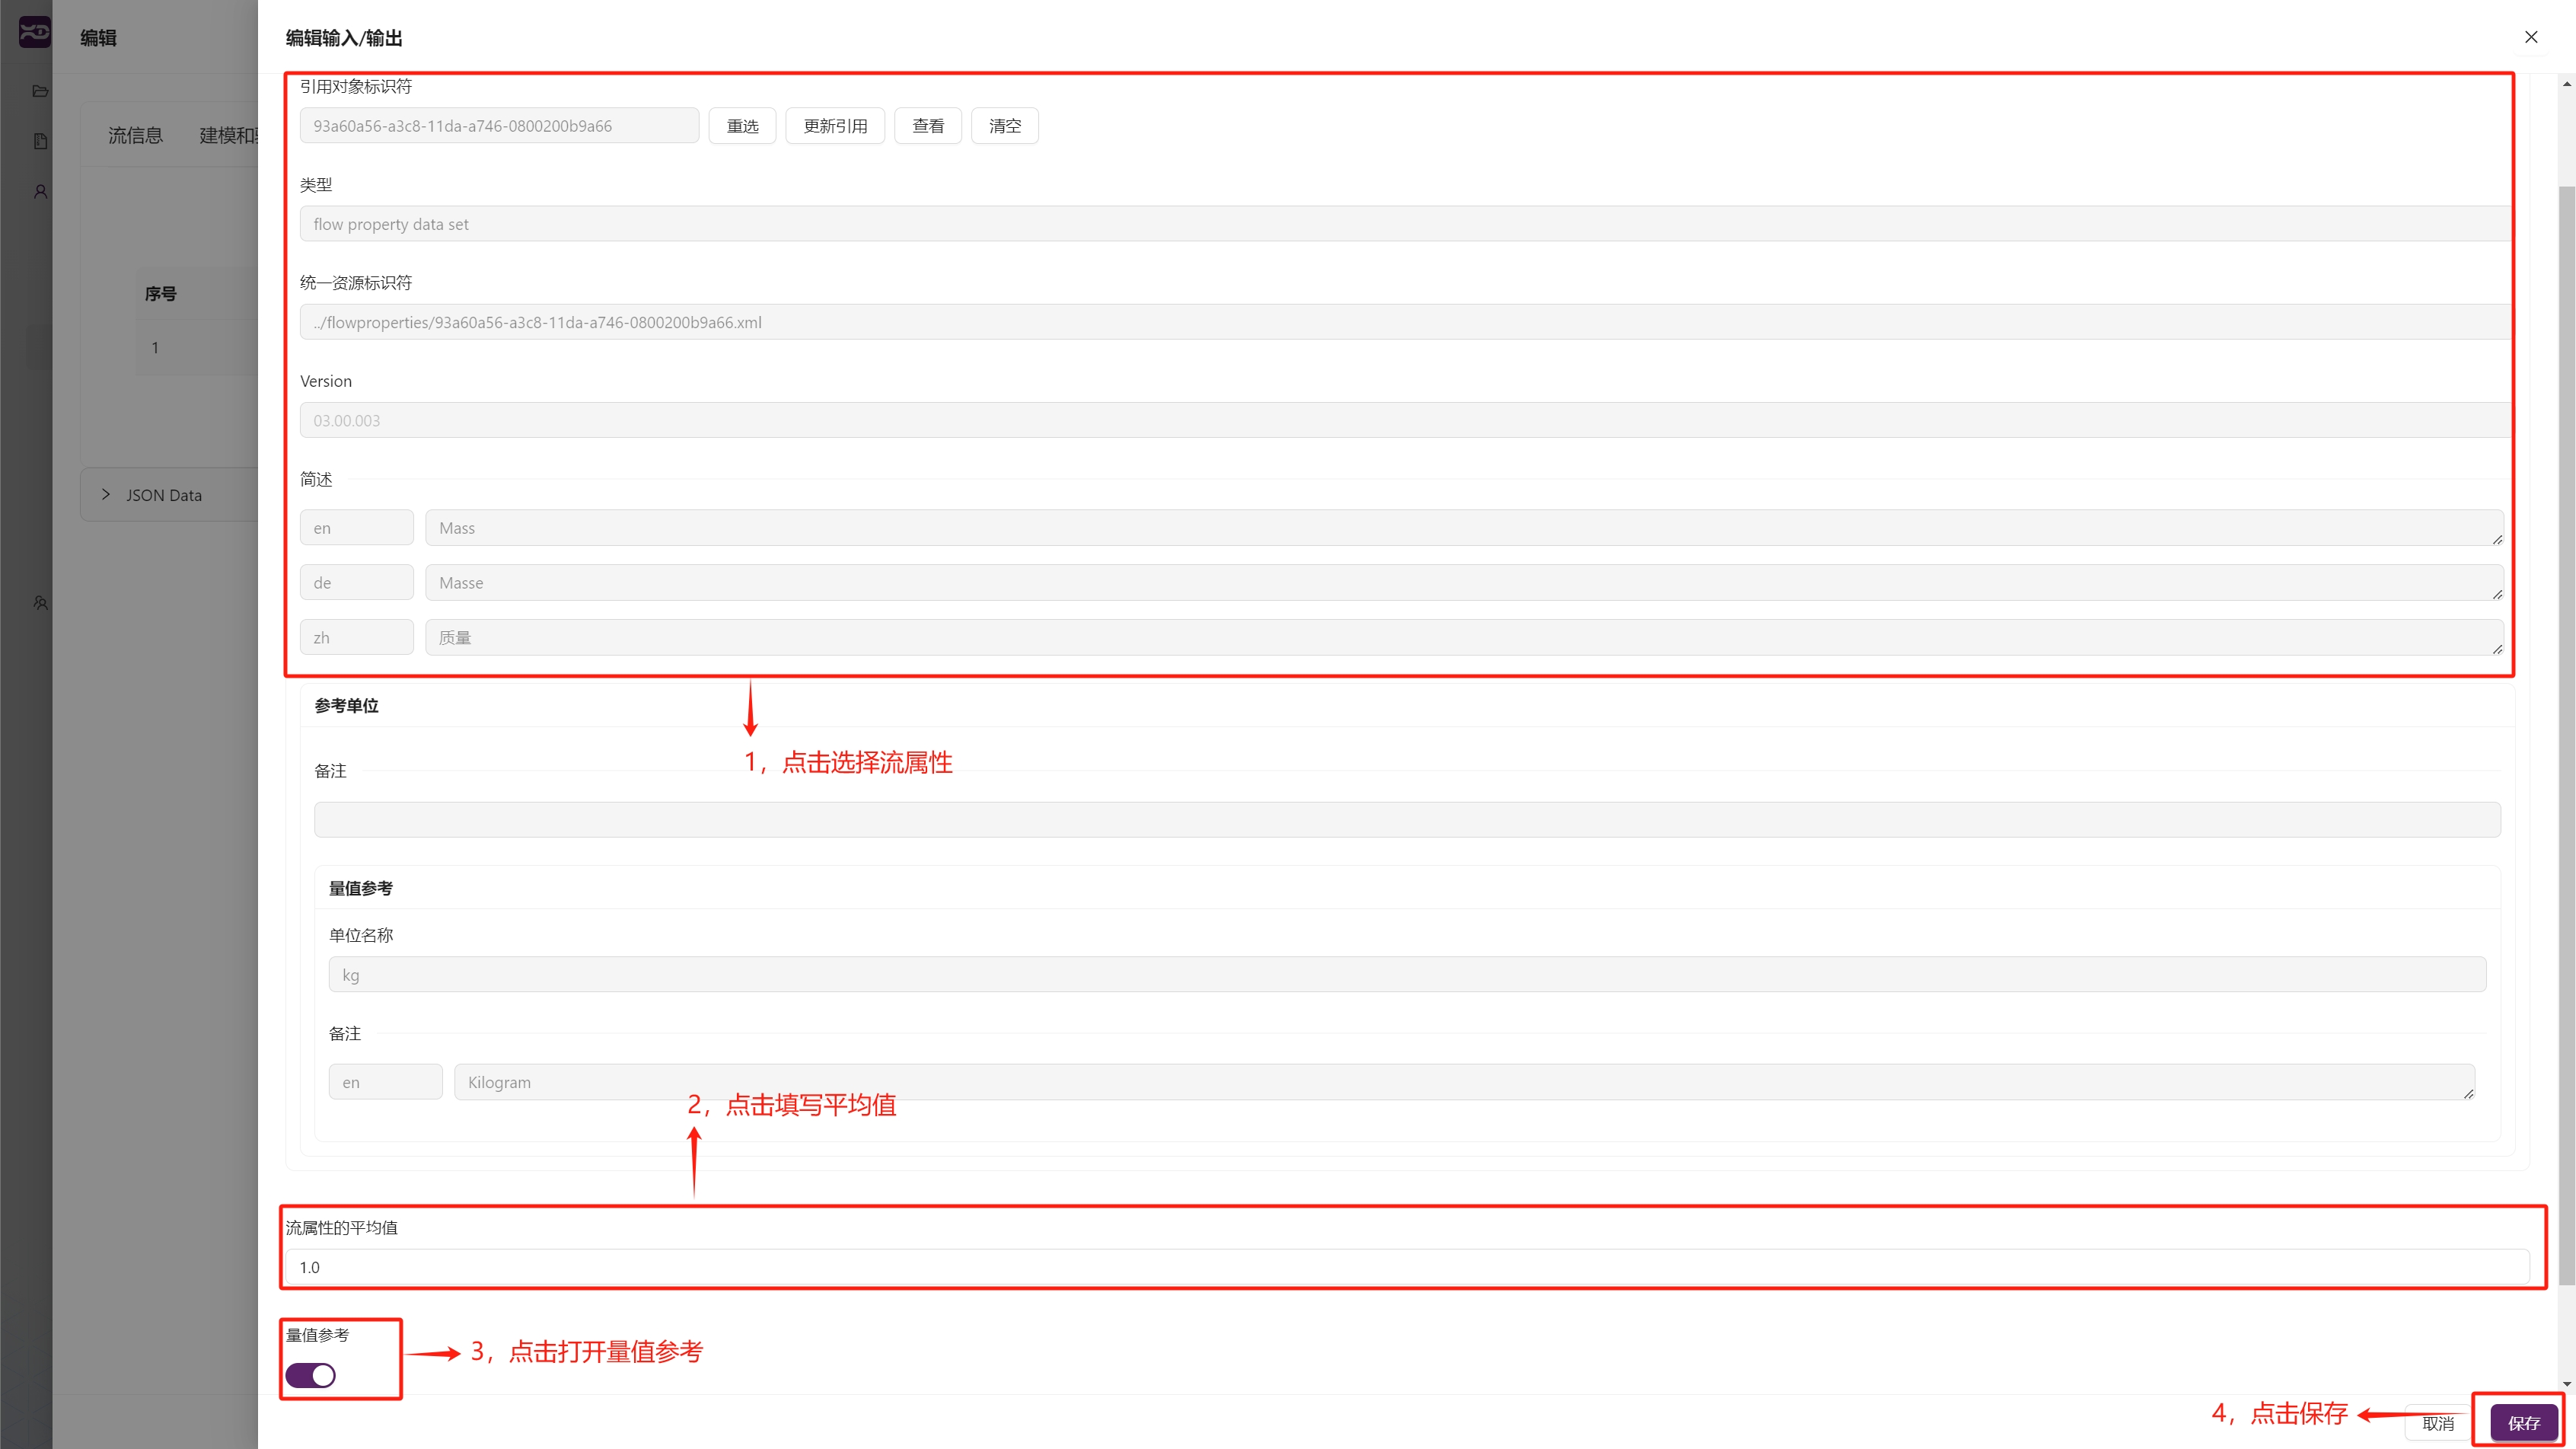 编辑
编辑输入/输出
流信息 建模和
序号
1
JSON Data
引用对象标识符
93a60a56-a3c8-11da-a746-0800200b9a66 重选 更新引用 查看 清空
类型
flow property data set
统一资源标识符
../flowproperties/93a60a56-a3c8-11da-a746-0800200b9a66.xml
Version
03.00.003
简述
en Mass
de Masse
zh 质量
参考单位
1，点击选择流属性
备注
量值参考
单位名称
kg
备注
en Kilogram
2，点击填写平均值
流属性的平均值
1.0
量值参考
3，点击打开量值参考
4，点击保存
取消 保存